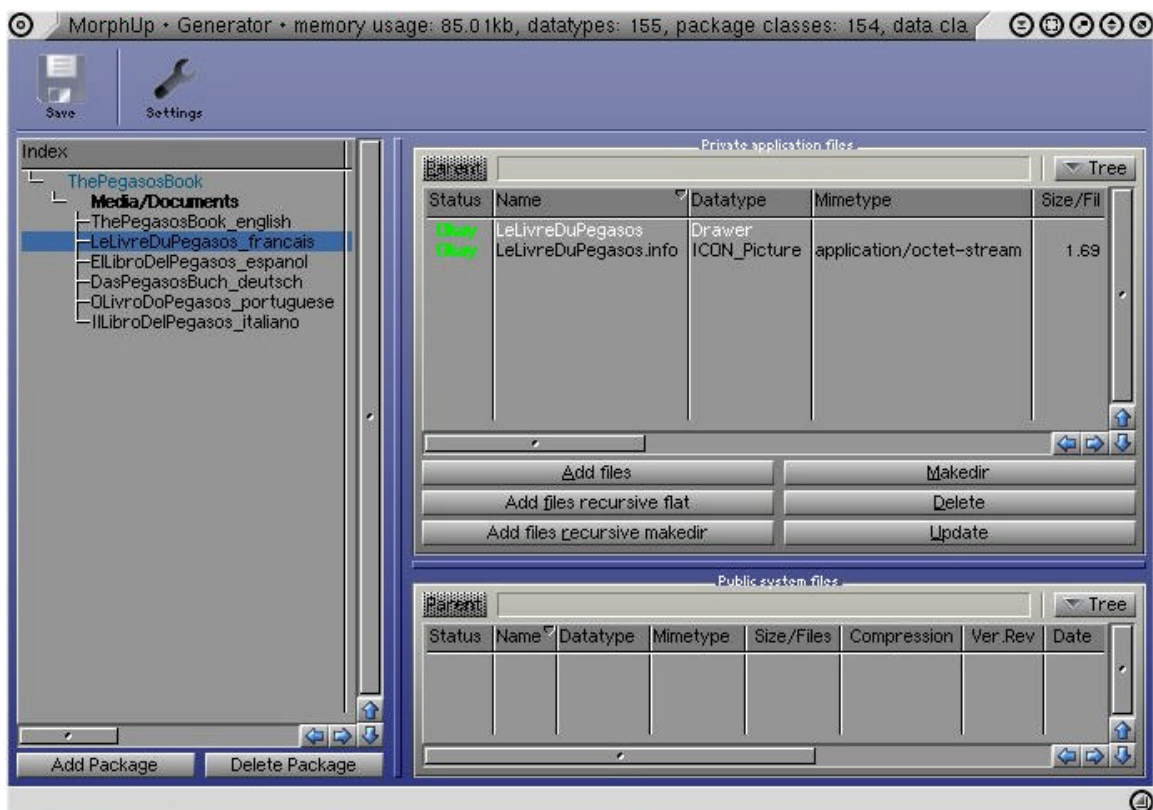 MorphUp • Generator • memory usage: 85.01kb, datatypes: 155, package classes: 154, data cla
Save
Settings
Index
ThePegasosBook
Media/Documents
ThePegasosBook_english
LeLivreDuPegasos_francais
ElLibroDelPegasos_espanol
DasPegasosBuch_deutsch
OLivroDoPegasos_portuguese
IlLibroDelPegasos_italiano
Add Package
Delete Package
Private application files
Parent
Tree
Status Name Datatype Mimetype Size/Fil
Okay LeLivreDuPegasos Drawer
Okay LeLivreDuPegasos.info ICON_Picture application/octet-stream 1.69
Add files
Makedir
Add files recursive flat
Delete
Add files recursive makedir
Update
Public system files
Parent
Tree
Status Name Datatype Mimetype Size/Files Compression Ver.Rev Date